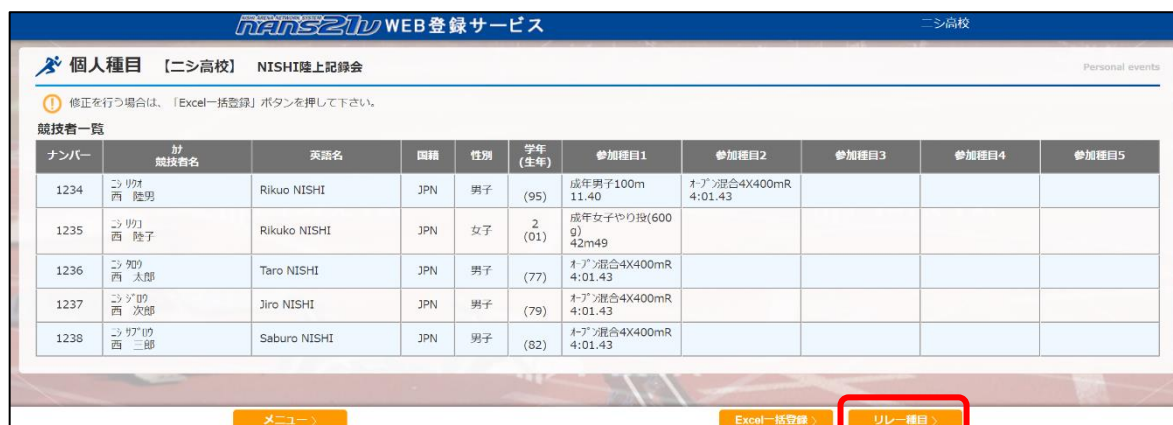 NISHI ARENA NETWORK SYSTEM
nans21v WEB登録サービス ニシ高校
個人種目 【ニシ高校】 NISHI陸上記録会 Personal events
修正を行う場合は、「Excel一括登録」ボタンを押して下さい。
競技者一覧
ナンバー ｶﾅ 競技者名 英語名 国籍 性別 学年 (生年) 参加種目1 参加種目2 参加種目3 参加種目4 参加種目5
1234 ﾆｼ ﾘｸｵ 西 陸男 Rikuo NISHI JPN 男子 (95) 成年男子100m 11.40 ｵｰﾌﾟﾝ混合4X400mR 4:01.43
1235 ﾆｼ ﾘｸｺ 西 陸子 Rikuko NISHI JPN 女子 2 (01) 成年女子やり投(600g) 42m49
1236 ﾆｼ ﾀﾛｳ 西 太郎 Taro NISHI JPN 男子 (77) ｵｰﾌﾟﾝ混合4X400mR 4:01.43
1237 ﾆｼ ｼﾞﾛｳ 西 次郎 Jiro NISHI JPN 男子 (79) ｵｰﾌﾟﾝ混合4X400mR 4:01.43
1238 ﾆｼ ｻﾌﾞﾛｳ 西 三郎 Saburo NISHI JPN 男子 (82) ｵｰﾌﾟﾝ混合4X400mR 4:01.43
メニュー〉 Excel一括登録〉 リレー種目〉